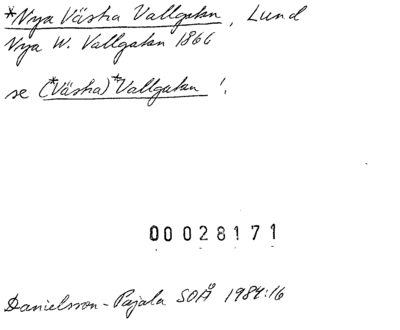 *Nya Västra Vallgatan, Lund
Nya W. Vallgatan 1866
se (*Västra) *Vallgatan !.
00028171
Danielsson-Pajala SOÅ 1984:16